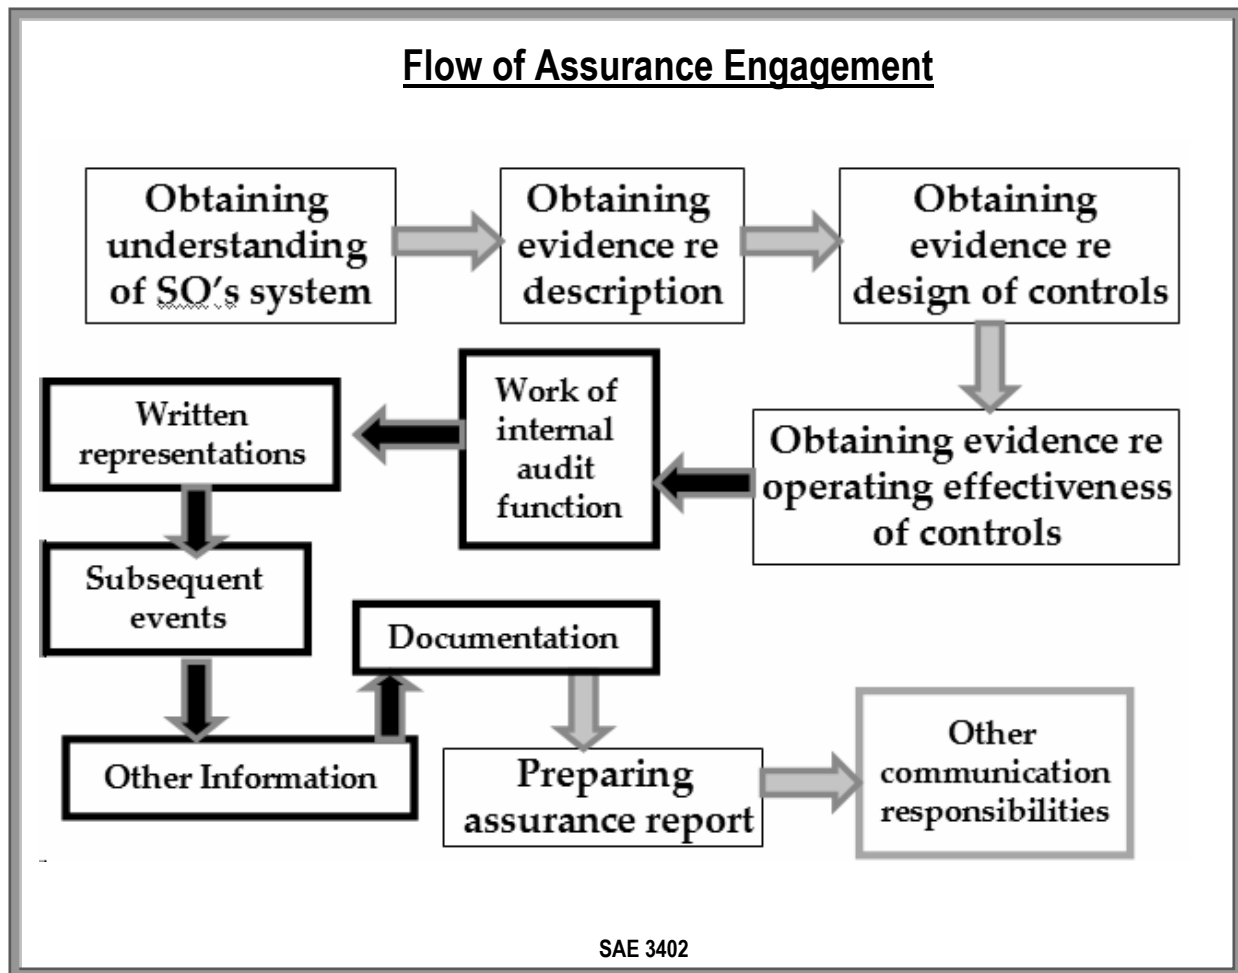 Flow of Assurance Engagement
Obtaining
understanding
of SO's system
Obtaining
evidence re
description
Obtaining
evidence re
design of controls
Obtaining evidence re
operating effectiveness
of controls
Work of
internal
audit
function
Written
representations
Subsequent
events
Other Information
Documentation
Preparing
assurance report
Other
communication
responsibilities
SAE 3402